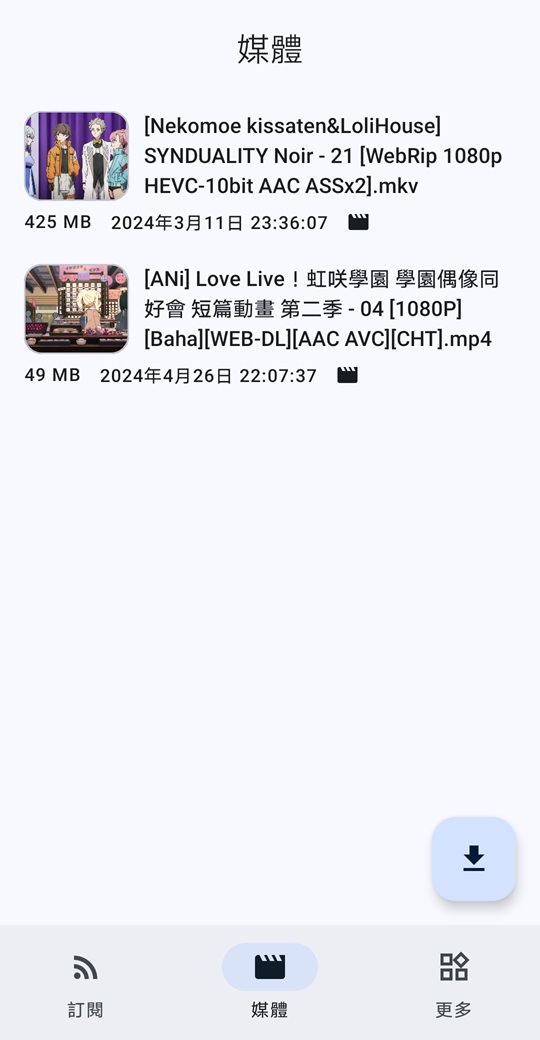 媒體
[Nekomoe kissaten&LoliHouse]
SYNDUALITY Noir - 21 [WebRip 1080p
HEVC-10bit AAC ASSx2].mkv
425 MB 2024年3月11日 23:36:07
[ANi] Love Live！虹咲學園 學園偶像同
好會 短篇動畫 第二季 - 04 [1080P]
[Baha][WEB-DL][AAC AVC][CHT].mp4
49 MB 2024年4月26日 22:07:37
訂閱
媒體
更多